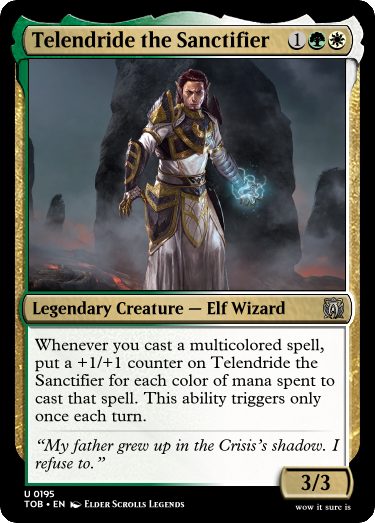 Telendride the Sanctifier 1
Legendary Creature — Elf Wizard
Whenever you cast a multicolored spell,
put a +1/+1 counter on Telendride the
Sanctifier for each color of mana spent to
cast that spell. This ability triggers only
once each turn.
“My father grew up in the Crisis’s shadow. I
refuse to.”
3/3
U 0195
TOB • EN ELDER SCROLLS LEGENDS
wow it sure is